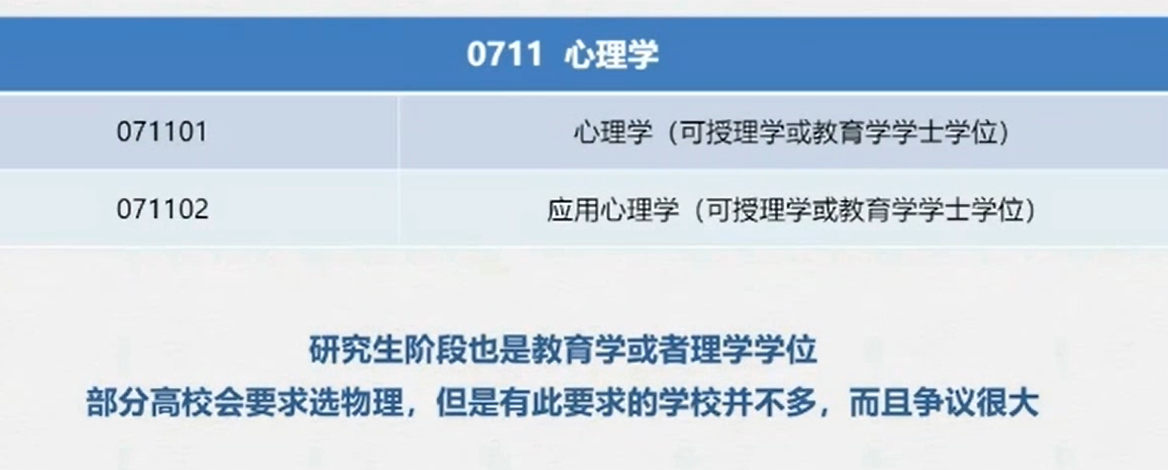 0711 心理学
071101 心理学（可授理学或教育学学士学位）
071102 应用心理学（可授理学或教育学学士学位）
研究生阶段也是教育学或者理学学位
部分高校会要求选物理，但是有此要求的学校并不多，而且争议很大